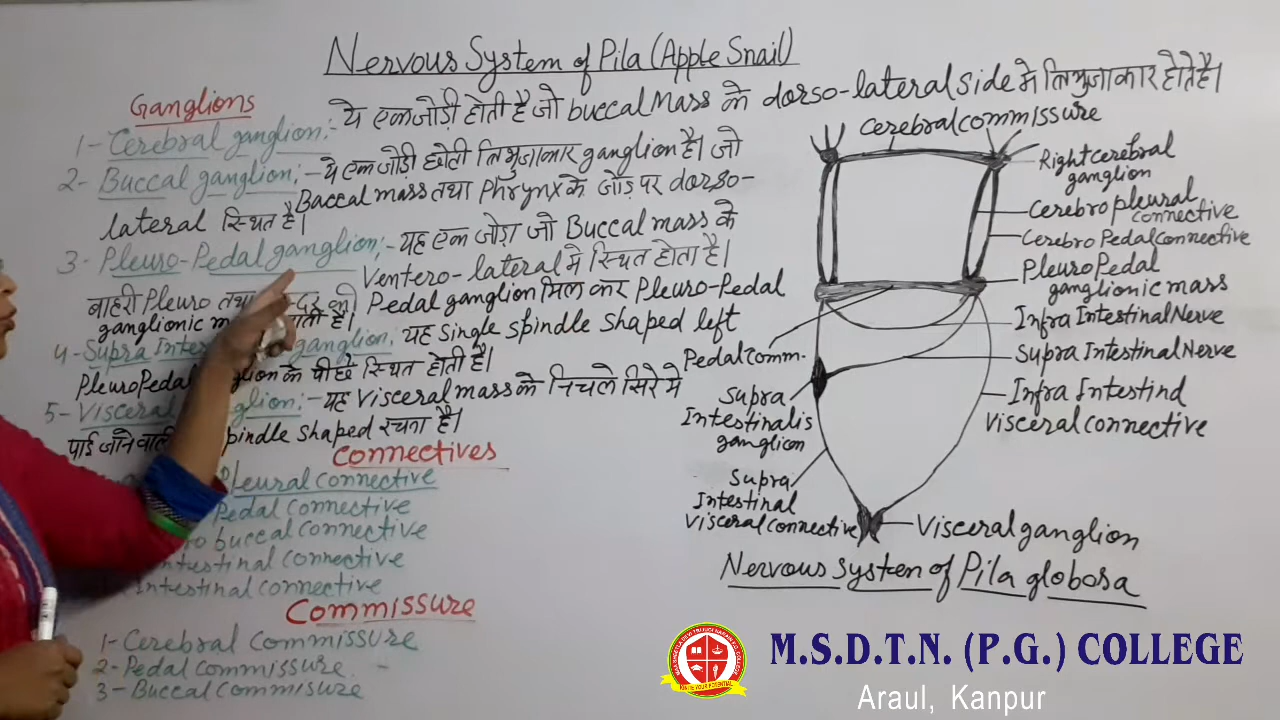 Nervous System of Pila (Apple Snail)
Ganglions
1- Cerebral ganglion:- ये एक जोड़ी होती है जो buccal Mass के dorso-lateral side मे त्रिभुजाकार होते है।
2- Buccal ganglion:- ये एक जोडी छोटी त्रिभुजाकार ganglion है। जो
Baccal mass तथा Phrynx के जोड़ पर dorso-
lateral स्थित है।
3- Pleuro-Pedal ganglion:- यह एक जोड़ा जो Buccal mass के
Ventero-lateral मे स्थित होता है।
बाहरी Pleuro तथा की Pedal ganglion मिल कर Pleuro-Pedal
ganglionic है।
4- Supra ganglion. यह single spindle shaped left
PleuroPedal के पीछे स्थित होती है।
5- Visceral ganglion:- यह visceral mass के निचले सिरे मे
पाई जाने spindle shaped रचना है।
Connectives
Pleural connective
Pedal connective
buccal connective
Intestinal connective
Intestinal connective
Commissure
1- Cerebral commissure
2- Pedal commissure.
3- Buccal commisure
Cerebral commissure
Right cerebral
ganglion
Cerebro pleural
connective
Cerebro Pedal connective
Pleuro Pedal
ganglionic mass
Infra Intestinal Nerve
Pedal comm.
Supra Intestinal Nerve
Supra
Intestinalis
ganglion
Infra Intestind
visceral connective
Supra
Intestinal
visceral connective
Visceral ganglion
Nervous system of Pila globosa
M.S.D.T.N. (P.G.) COLLEGE
Araul, Kanpur